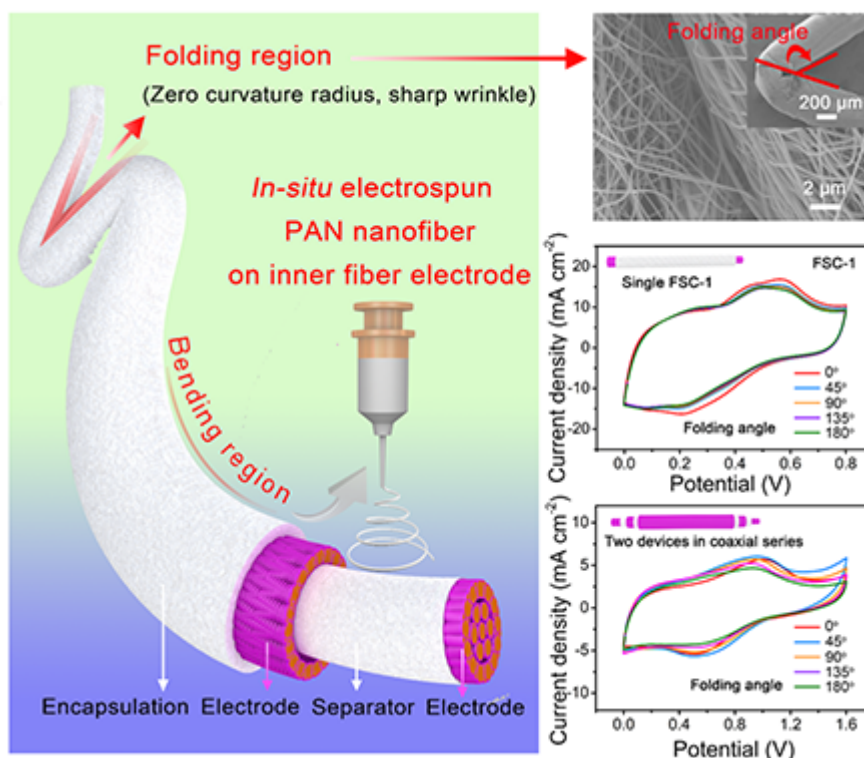 Folding region
(Zero curvature radius, sharp wrinkle)
In-situ electrospun
PAN nanofiber
on inner fiber electrode
Bending region
Encapsulation Electrode Separator Electrode
Folding angle
200 μm
2 μm
Current density (mA cm⁻²)
20
10
0
-10
-20
Single FSC-1
FSC-1
0°
45°
90°
135°
180°
Folding angle
0.0 0.2 0.4 0.6 0.8
Potential (V)
Current density (mA cm⁻²)
10
5
0
-5
-10
Two devices in coaxial series
0°
45°
90°
135°
180°
Folding angle
0.0 0.4 0.8 1.2 1.6
Potential (V)